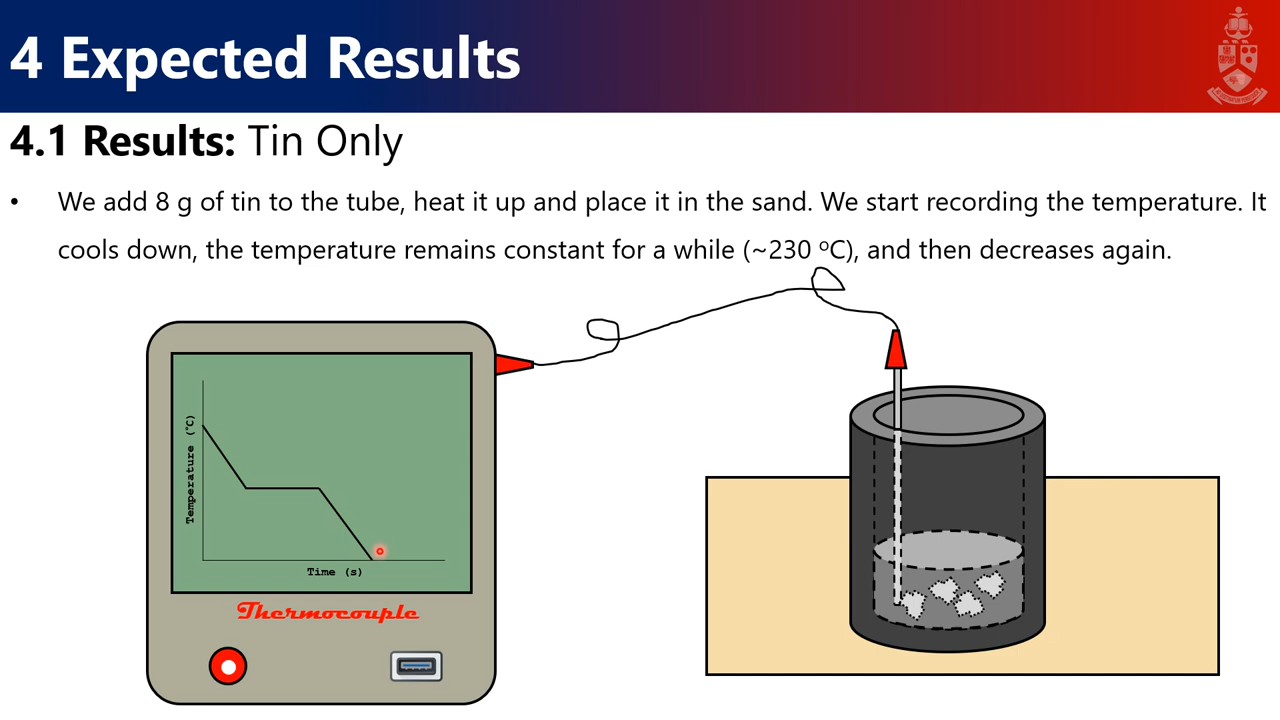 4 Expected Results
4.1 Results: Tin Only
• We add 8 g of tin to the tube, heat it up and place it in the sand. We start recording the temperature. It
cools down, the temperature remains constant for a while (~230 ºC), and then decreases again.
Temperature (°C)
Time (s)
Thermocouple